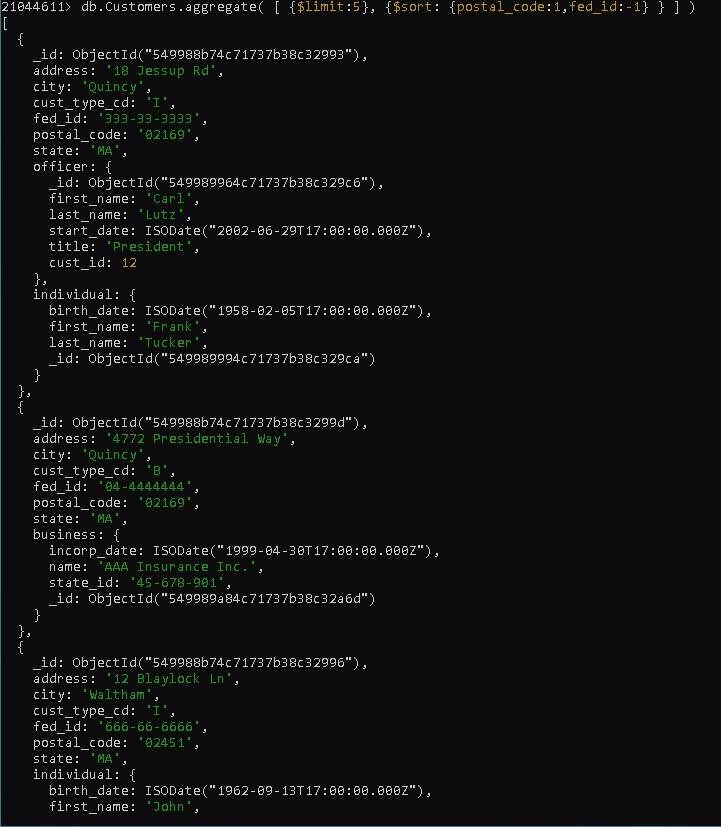 21044611> db.Customers.aggregate( [ {$limit:5}, {$sort: {postal_code:1,fed_id:-1} } ] )
[
  {
    _id: ObjectId("549988b74c71737b38c32993"),
    address: '18 Jessup Rd',
    city: 'Quincy',
    cust_type_cd: 'I',
    fed_id: '333-33-3333',
    postal_code: '02169',
    state: 'MA',
    officer: {
      _id: ObjectId("549989964c71737b38c329c6"),
      first_name: 'Carl',
      last_name: 'Lutz',
      start_date: ISODate("2002-06-29T17:00:00.000Z"),
      title: 'President',
      cust_id: 12
    },
    individual: {
      birth_date: ISODate("1958-02-05T17:00:00.000Z"),
      first_name: 'Frank',
      last_name: 'Tucker',
      _id: ObjectId("549989994c71737b38c329ca")
    }
  },
  {
    _id: ObjectId("549988b74c71737b38c3299d"),
    address: '4772 Presidential Way',
    city: 'Quincy',
    cust_type_cd: 'B',
    fed_id: '04-4444444',
    postal_code: '02169',
    state: 'MA',
    business: {
      incorp_date: ISODate("1999-04-30T17:00:00.000Z"),
      name: 'AAA Insurance Inc.',
      state_id: '45-678-901',
      _id: ObjectId("549989a84c71737b38c32a6d")
    }
  },
  {
    _id: ObjectId("549988b74c71737b38c32996"),
    address: '12 Blaylock Ln',
    city: 'Waltham',
    cust_type_cd: 'I',
    fed_id: '666-66-6666',
    postal_code: '02451',
    state: 'MA',
    individual: {
      birth_date: ISODate("1962-09-13T17:00:00.000Z"),
      first_name: 'John',